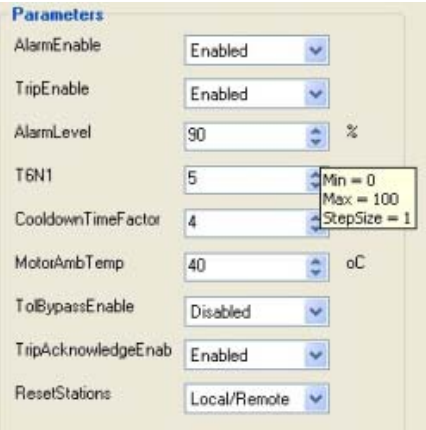 Parameters
AlarmEnable Enabled
TripEnable Enabled
AlarmLevel 90 %
T6N1 5
Min = 0
Max = 100
StepSize = 1
CooldownTimeFactor 4
MotorAmbTemp 40 oC
TolBypassEnable Disabled
TripAcknowledgeEnab Enabled
ResetStations Local/Remote